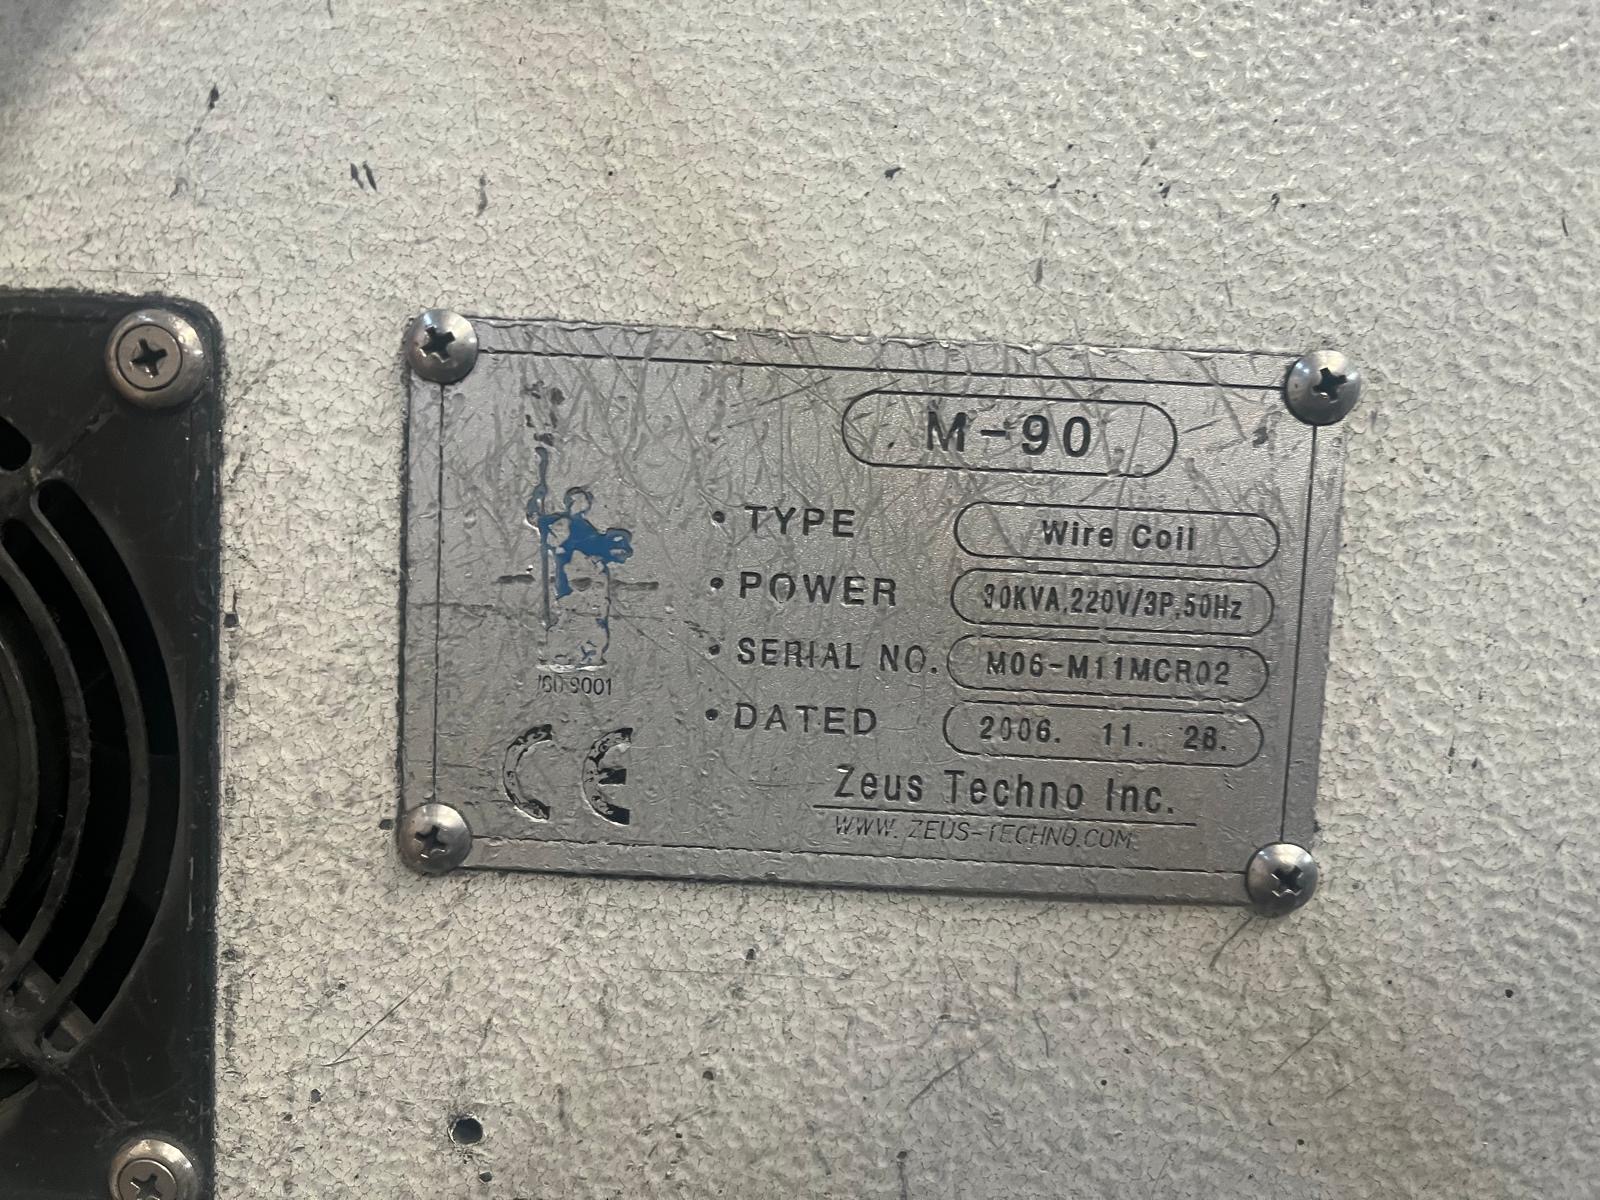 M-90
• TYPE Wire Coil
• POWER 30KVA,220V/3P,50Hz
• SERIAL NO. M06-M11MCR02
• DATED 2006. 11. 28.
ISO 9001
CE
Zeus Techno Inc.
WWW.ZEUS-TECHNO.COM